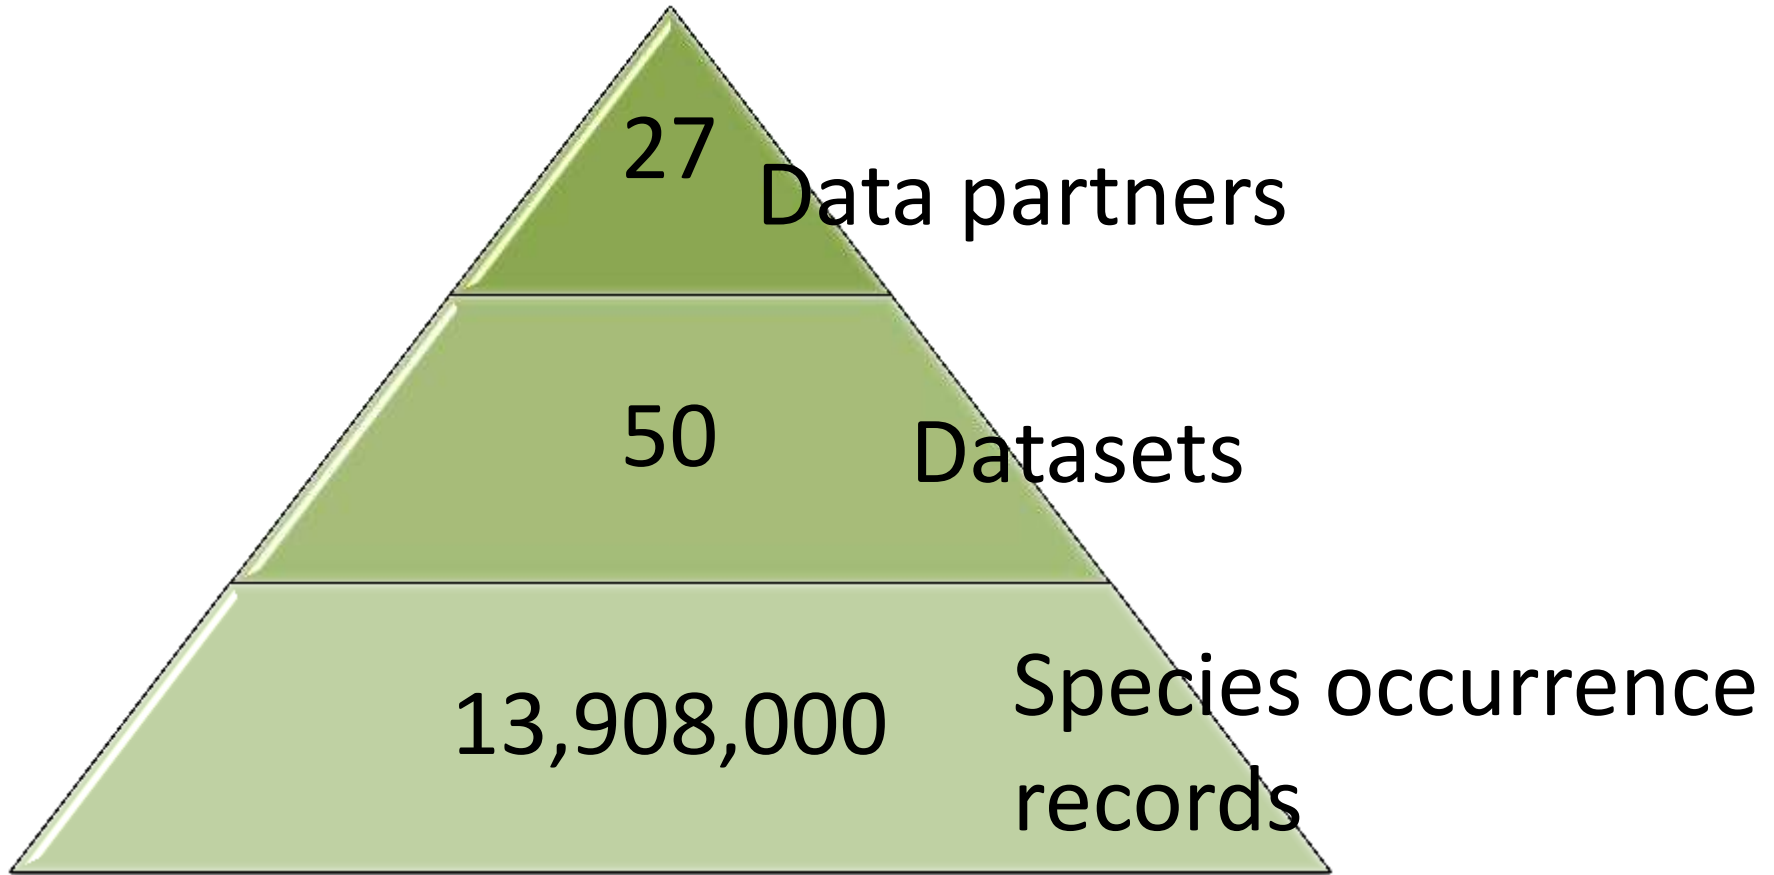 27
Data partners
50
Datasets
13,908,000
Species occurrence
records